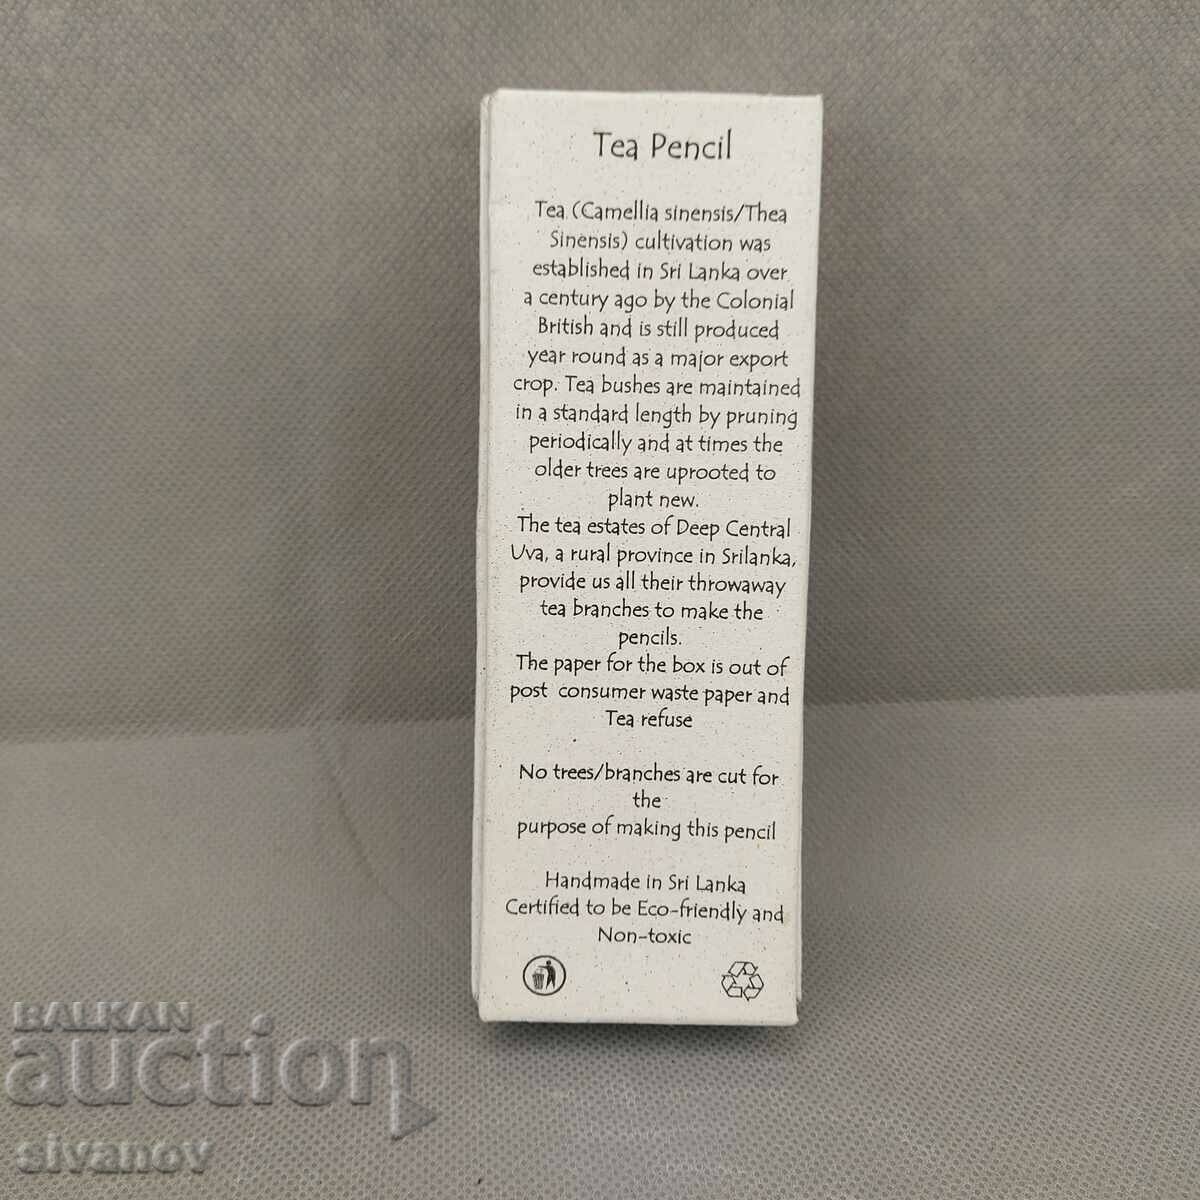 Tea Pencil
Tea (Camellia sinensis/Thea
Sinensis) cultivation was
established in Sri Lanka over
a century ago by the Colonial
British and is still produced
year round as a major export
crop. Tea bushes are maintained
in a standard length by pruning
periodically and at times the
older trees are uprooted to
plant new.
The tea estates of Deep Central
Uva, a rural province in Srilanka,
provide us all their throwaway
tea branches to make the
pencils.
The paper for the box is out of
post consumer waste paper and
Tea refuse
No trees/branches are cut for
the
purpose of making this pencil
Handmade in Sri Lanka
Certified to be Eco-friendly and
Non-toxic
BALKAN
auction
sivanov